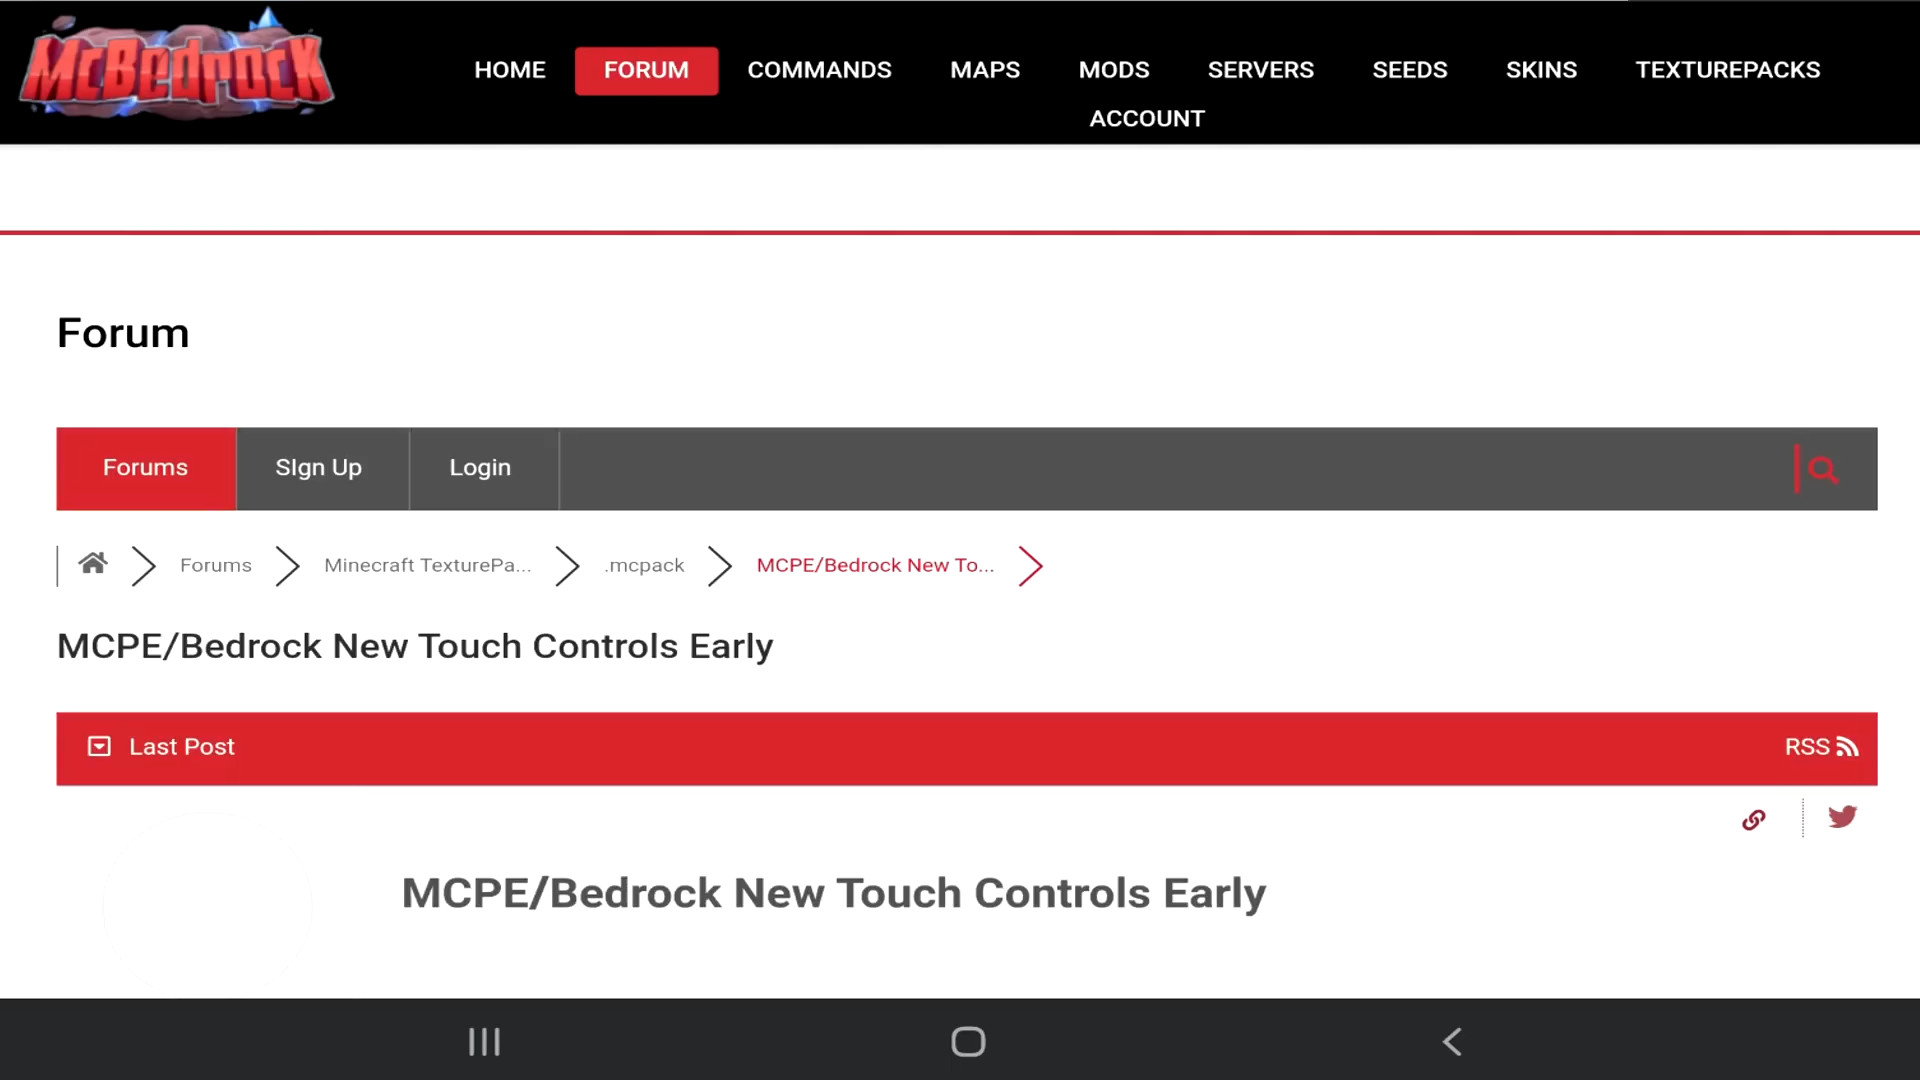 McBedrock
HOME FORUM COMMANDS MAPS MODS SERVERS SEEDS SKINS TEXTUREPACKS
ACCOUNT
Forum
Forums SIgn Up Login
Forums Minecraft TexturePa... .mcpack MCPE/Bedrock New To...
MCPE/Bedrock New Touch Controls Early
Last Post RSS
MCPE/Bedrock New Touch Controls Early